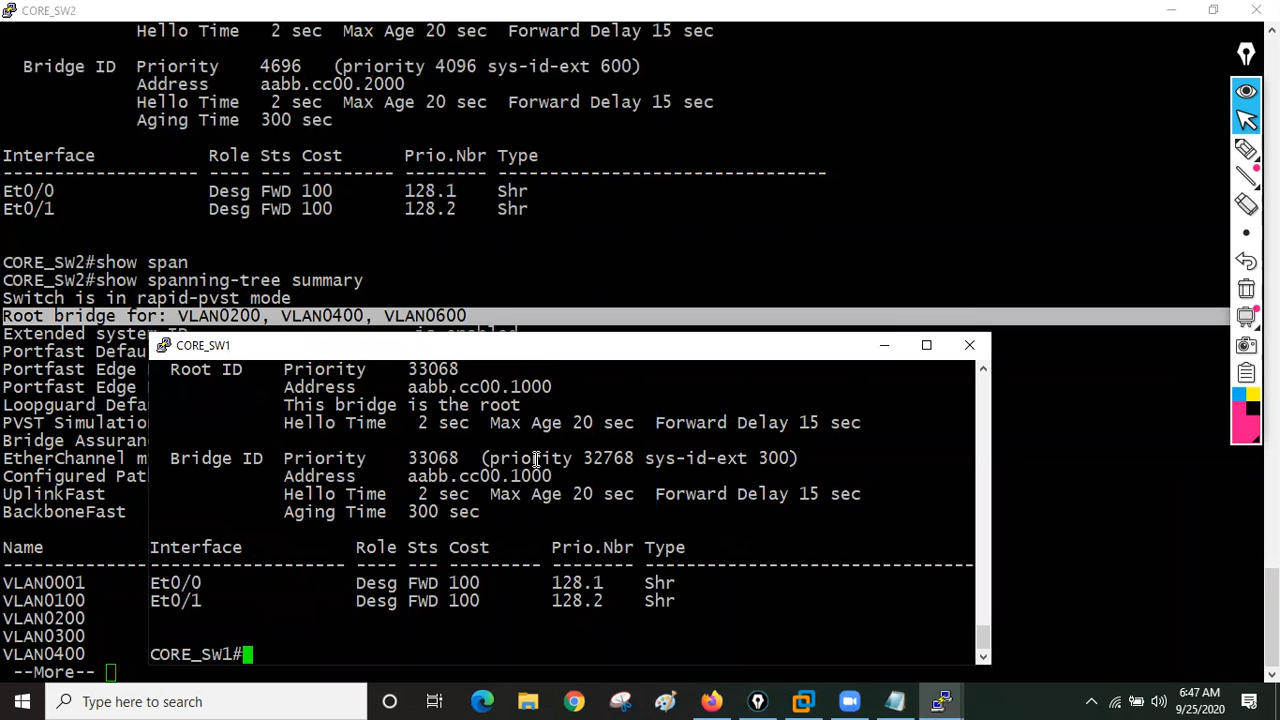 CORE_SW2
Hello Time   2 sec  Max Age 20 sec  Forward Delay 15 sec
Bridge ID  Priority    4696   (priority 4096 sys-id-ext 600)
Address     aabb.cc00.2000
Hello Time   2 sec  Max Age 20 sec  Forward Delay 15 sec
Aging Time  300 sec
Interface           Role Sts Cost      Prio.Nbr Type
------------------- ---- --- --------- -------- --------------------------------
Et0/0               Desg FWD 100       128.1    Shr
Et0/1               Desg FWD 100       128.2    Shr
CORE_SW2#show span
CORE_SW2#show spanning-tree summary
Switch is in rapid-pvst mode
Root bridge for: VLAN0200, VLAN0400, VLAN0600
Extended system ID                      is enabled
Portfast Defa
Portfast Edge
Portfast Edge
Loopguard Defa
PVST Simulatio
Bridge Assuran
EtherChannel m
Configured Pat
UplinkFast
BackboneFast
Name
VLAN0001
VLAN0100
VLAN0200
VLAN0300
VLAN0400
--More--
CORE_SW1
Root ID    Priority    33068
Address     aabb.cc00.1000
This bridge is the root
Hello Time   2 sec  Max Age 20 sec  Forward Delay 15 sec
Bridge ID  Priority    33068  (priority 32768 sys-id-ext 300)
Address     aabb.cc00.1000
Hello Time   2 sec  Max Age 20 sec  Forward Delay 15 sec
Aging Time  300 sec
Interface           Role Sts Cost      Prio.Nbr Type
------------------- ---- --- --------- -------- --------------------------------
Et0/0               Desg FWD 100       128.1    Shr
Et0/1               Desg FWD 100       128.2    Shr
CORE_SW1#
Type here to search
6:47 AM
9/25/2020